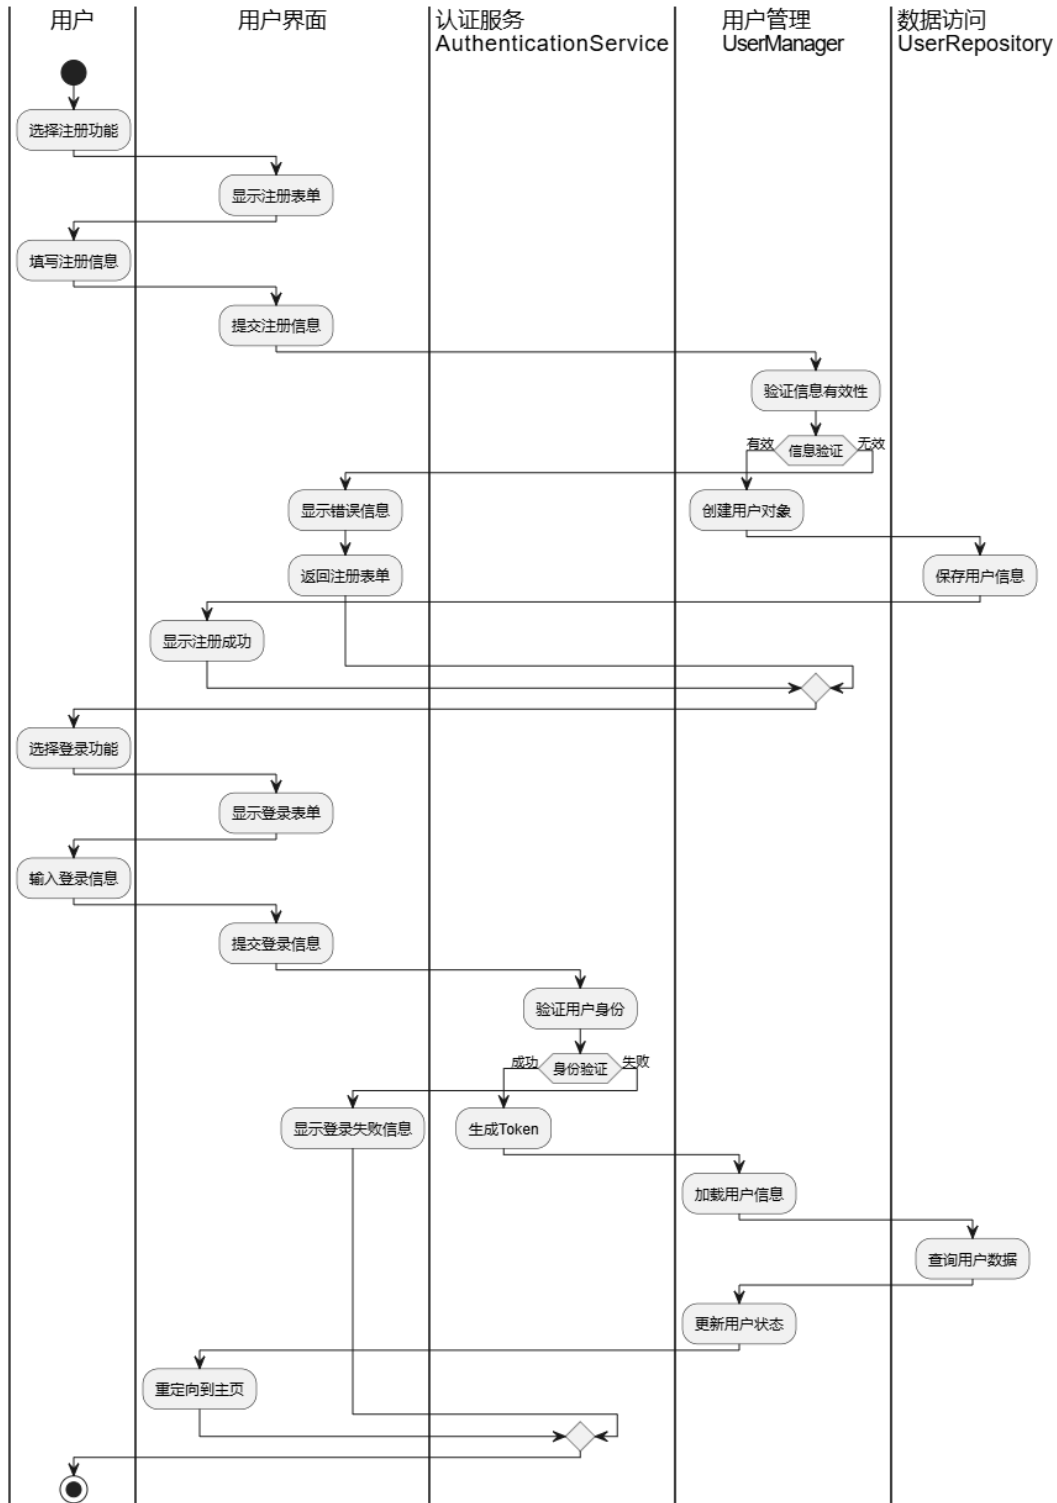 用户
用户界面
认证服务
AuthenticationService
用户管理
UserManager
数据访问
UserRepository
选择注册功能
显示注册表单
填写注册信息
提交注册信息
验证信息有效性
有效
信息验证
无效
显示错误信息
创建用户对象
返回注册表单
保存用户信息
显示注册成功
选择登录功能
显示登录表单
输入登录信息
提交登录信息
验证用户身份
成功
身份验证
失败
显示登录失败信息
生成Token
加载用户信息
查询用户数据
更新用户状态
重定向到主页